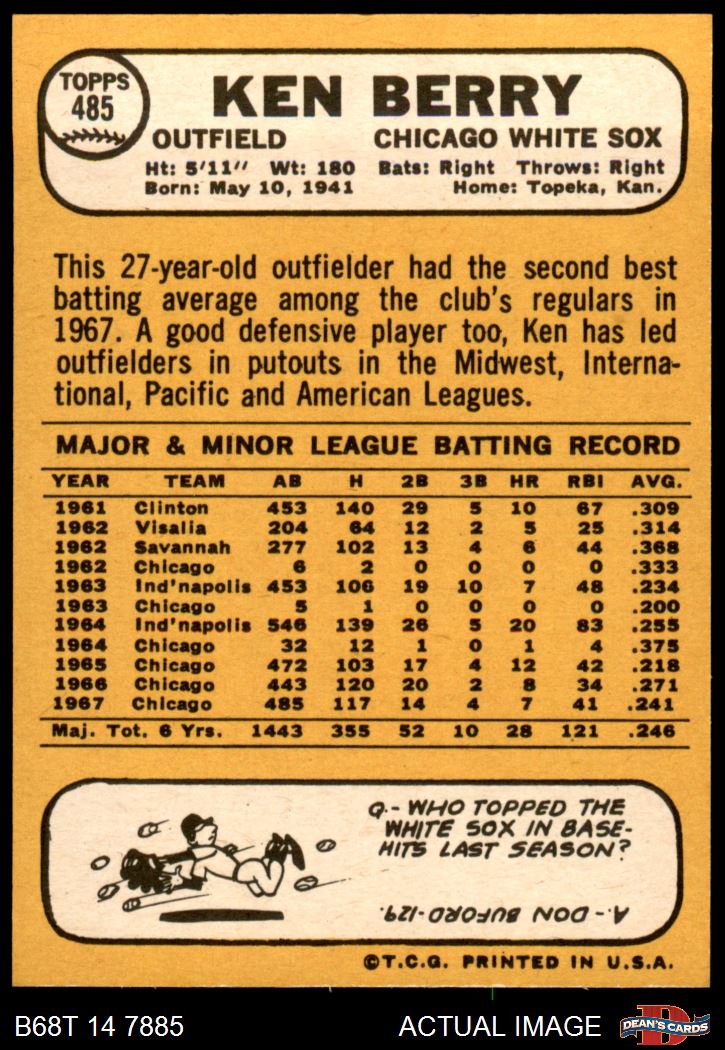 TOPPS
485
KEN BERRY
OUTFIELD CHICAGO WHITE SOX
Ht: 5'11" Wt: 180 Bats: Right Throws: Right
Born: May 10, 1941 Home: Topeka, Kan.
This 27-year-old outfielder had the second best
batting average among the club's regulars in
1967. A good defensive player too, Ken has led
outfielders in putouts in the Midwest, Interna-
tional, Pacific and American Leagues.
MAJOR & MINOR LEAGUE BATTING RECORD
YEAR TEAM AB H 2B 3B HR RBI AVG.
1961 Clinton 453 140 29 5 10 67 .309
1962 Visalia 204 64 12 2 5 25 .314
1962 Savannah 277 102 13 4 6 44 .368
1962 Chicago 6 2 0 0 0 0 .333
1963 Ind'napolis 453 106 19 10 7 48 .234
1963 Chicago 5 1 0 0 0 0 .200
1964 Ind'napolis 546 139 26 5 20 83 .255
1964 Chicago 32 12 1 0 1 4 .375
1965 Chicago 472 103 17 4 12 42 .218
1966 Chicago 443 120 20 2 8 34 .271
1967 Chicago 485 117 14 4 7 41 .241
Maj. Tot. 6 Yrs. 1443 355 52 10 28 121 .246
Q.- WHO TOPPED THE
WHITE SOX IN BASE-
HITS LAST SEASON?
A.- DON BUFORD-129.
©T.C.G. PRINTED IN U.S.A.
B68T 14 7885 ACTUAL IMAGE
D
DEAN'S CARDS